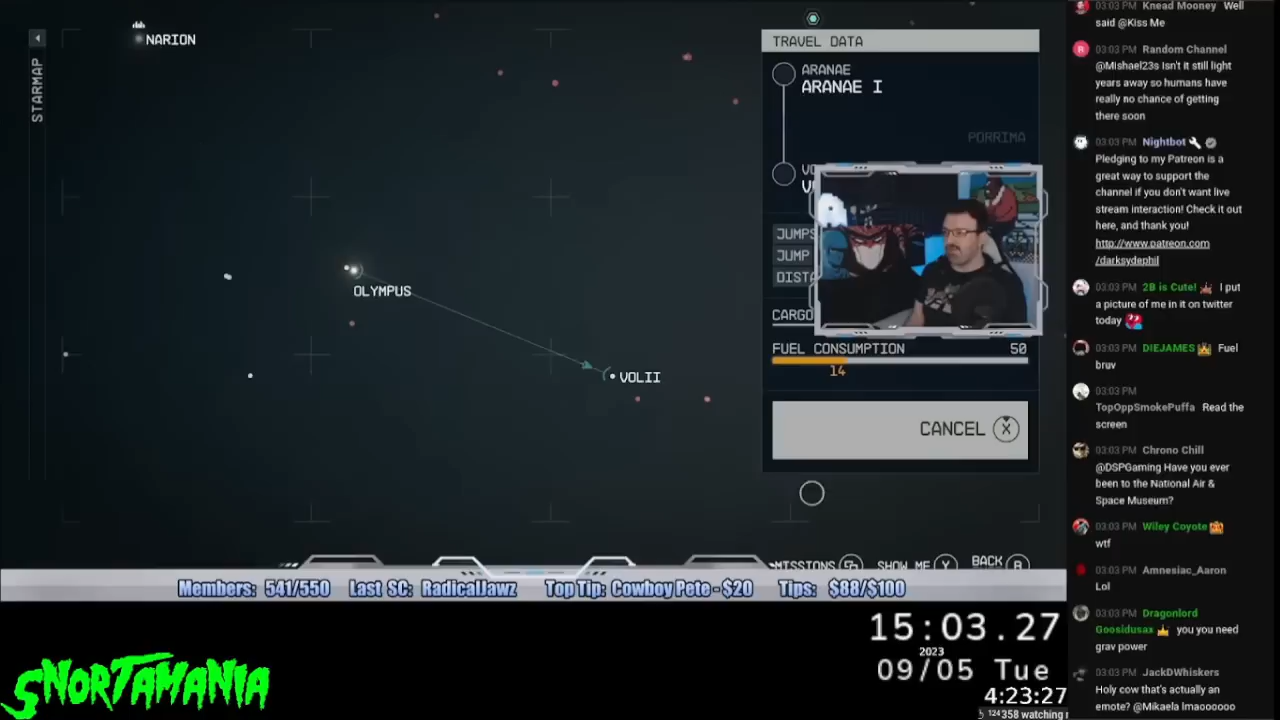 NARION
STARMAP
OLYMPUS
VOLII
TRAVEL DATA
ARANAE
ARANAE I
PORRIMA
JUMPS
JUMP
CARGO
FUEL CONSUMPTION 50
14
CANCEL X
MISSIONS SHOW ME Y BACK B
Members: 541/550 Last SC: RadicalJawz Top Tip: Cowboy Pete - $20 Tips: $88/$100
15:03.27
2023
09/05 Tue
4:23:27
124 358 watching
SNORTAMANIA
03:03 PM Knead Mooney Well
said @Kiss Me
03:03 PM Random Channel
@Mishael23s Isn't it still light
years away so humans have
really no chance of getting
there soon
03:03 PM Nightbot
Pledging to my Patreon is a
great way to support the
channel if you don't want live
stream interaction! Check it out
here, and thank you!
http://www.patreon.com
/darksydephil
03:03 PM 2B is Cute! I put
a picture of me in it on twitter
today
03:03 PM DIEJAMES Fuel
bruv
03:03 PM
TopOppSmokePuffa Read the
screen
03:03 PM Chrono Chill
@DSPGaming Have you ever
been to the National Air &
Space Museum?
03:03 PM Wiley Coyote
wtf
03:03 PM Amnesiac_Aaron
Lol
03:03 PM Dragonlord
Goosidusax you you need
grav power
03:03 PM JackDWhiskers
Holy cow that's actually an
emote? @Mikaela lmaoooooo